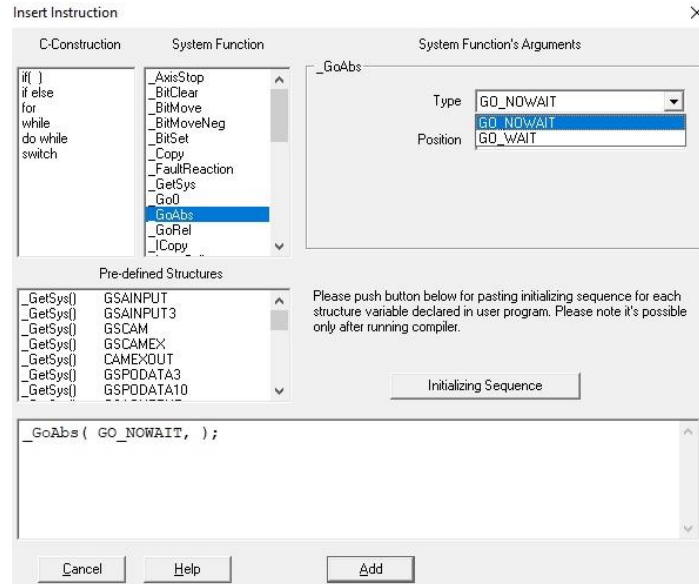 Insert Instruction
C-Construction
System Function
System Function's Arguments
if( )
if else
for
while
do while
switch
_AxisStop
_BitClear
_BitMove
_BitMoveNeg
_BitSet
_Copy
_FaultReaction
_GetSys
_Go0
_GoAbs
_GoRel
_ICopy
_GoAbs
Type
GO_NOWAIT
GO_NOWAIT
GO_WAIT
Position
Pre-defined Structures
_GetSys() GSAINPUT
_GetSys() GSAINPUT3
_GetSys() GSCAM
_GetSys() GSCAMEX
_GetSys() CAMEXOUT
_GetSys() GSPODATA3
_GetSys() GSPODATA10
Please push button below for pasting initializing sequence for each
structure variable declared in user program. Please note it's possible
only after running compiler.
Initializing Sequence
_GoAbs( GO_NOWAIT, );
Cancel
Help
Add